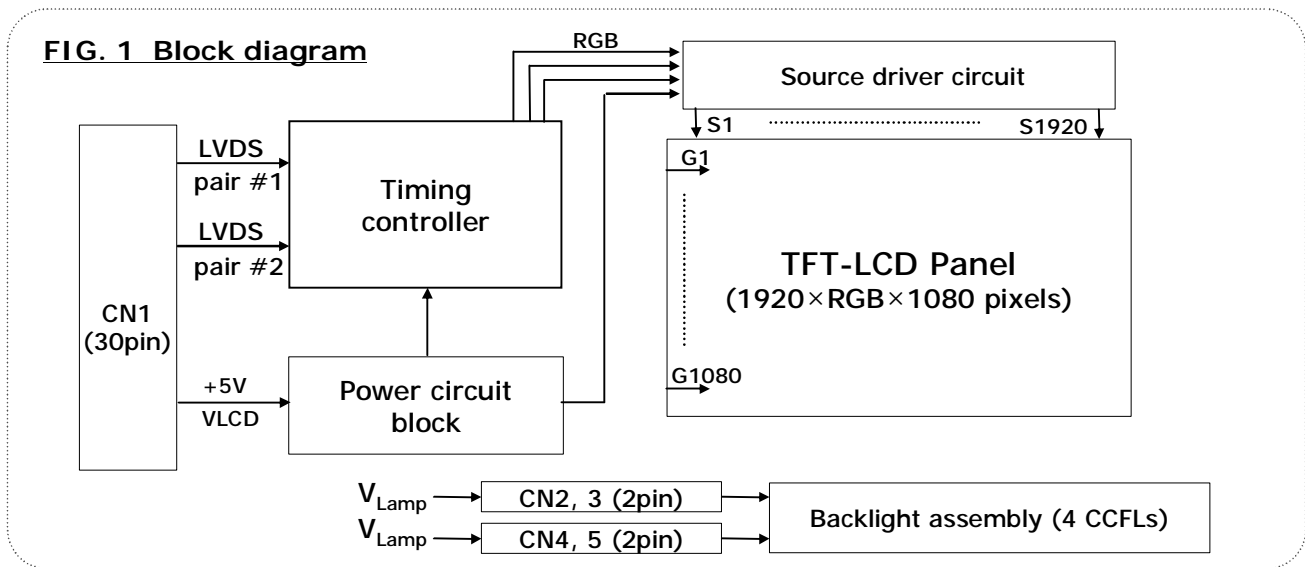 FIG. 1 Block diagram
RGB
Source driver circuit
S1
S1920
CN1
(30pin)
LVDS
pair #1
LVDS
pair #2
Timing
controller
G1
G1080
TFT-LCD Panel
(1920×RGB×1080 pixels)
+5V
VLCD
Power circuit
block
VLamp
CN2, 3 (2pin)
VLamp
CN4, 5 (2pin)
Backlight assembly (4 CCFLs)